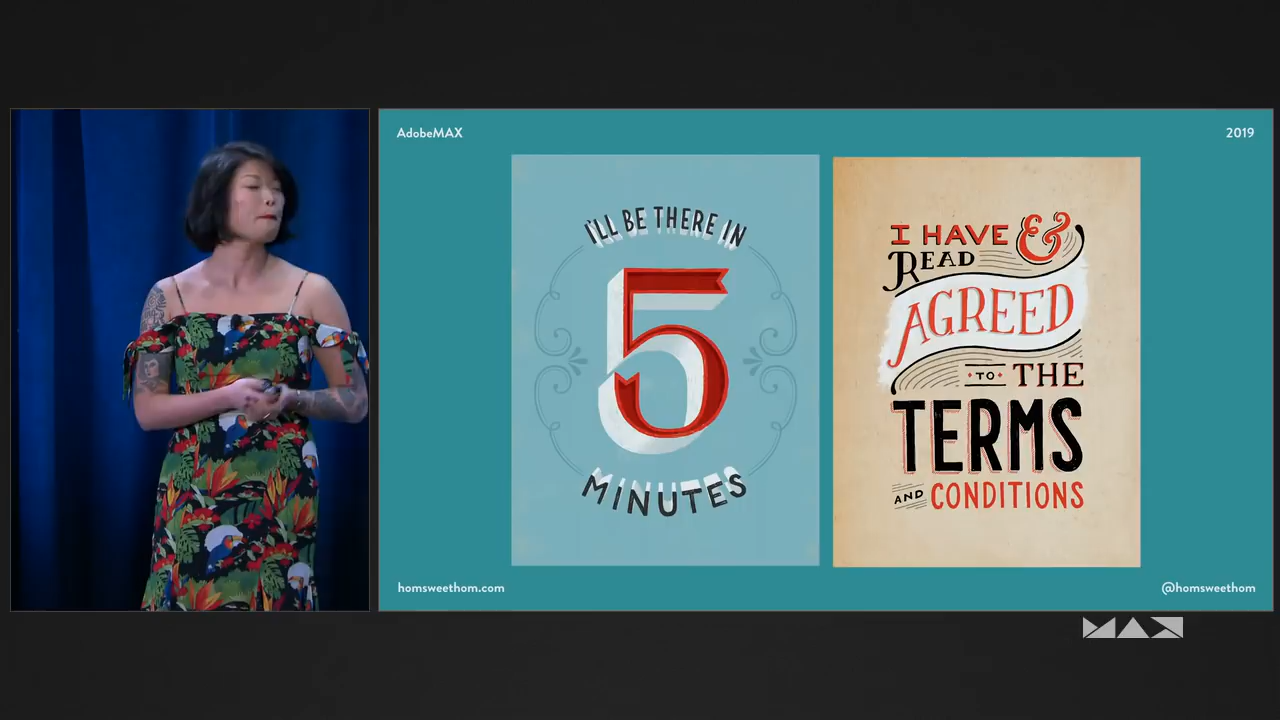 AdobeMAX
2019
I'LL BE THERE IN
5
MINUTES
I HAVE &
READ
AGREED
TO THE
TERMS
AND CONDITIONS
homsweethom.com
@homsweethom
MAX